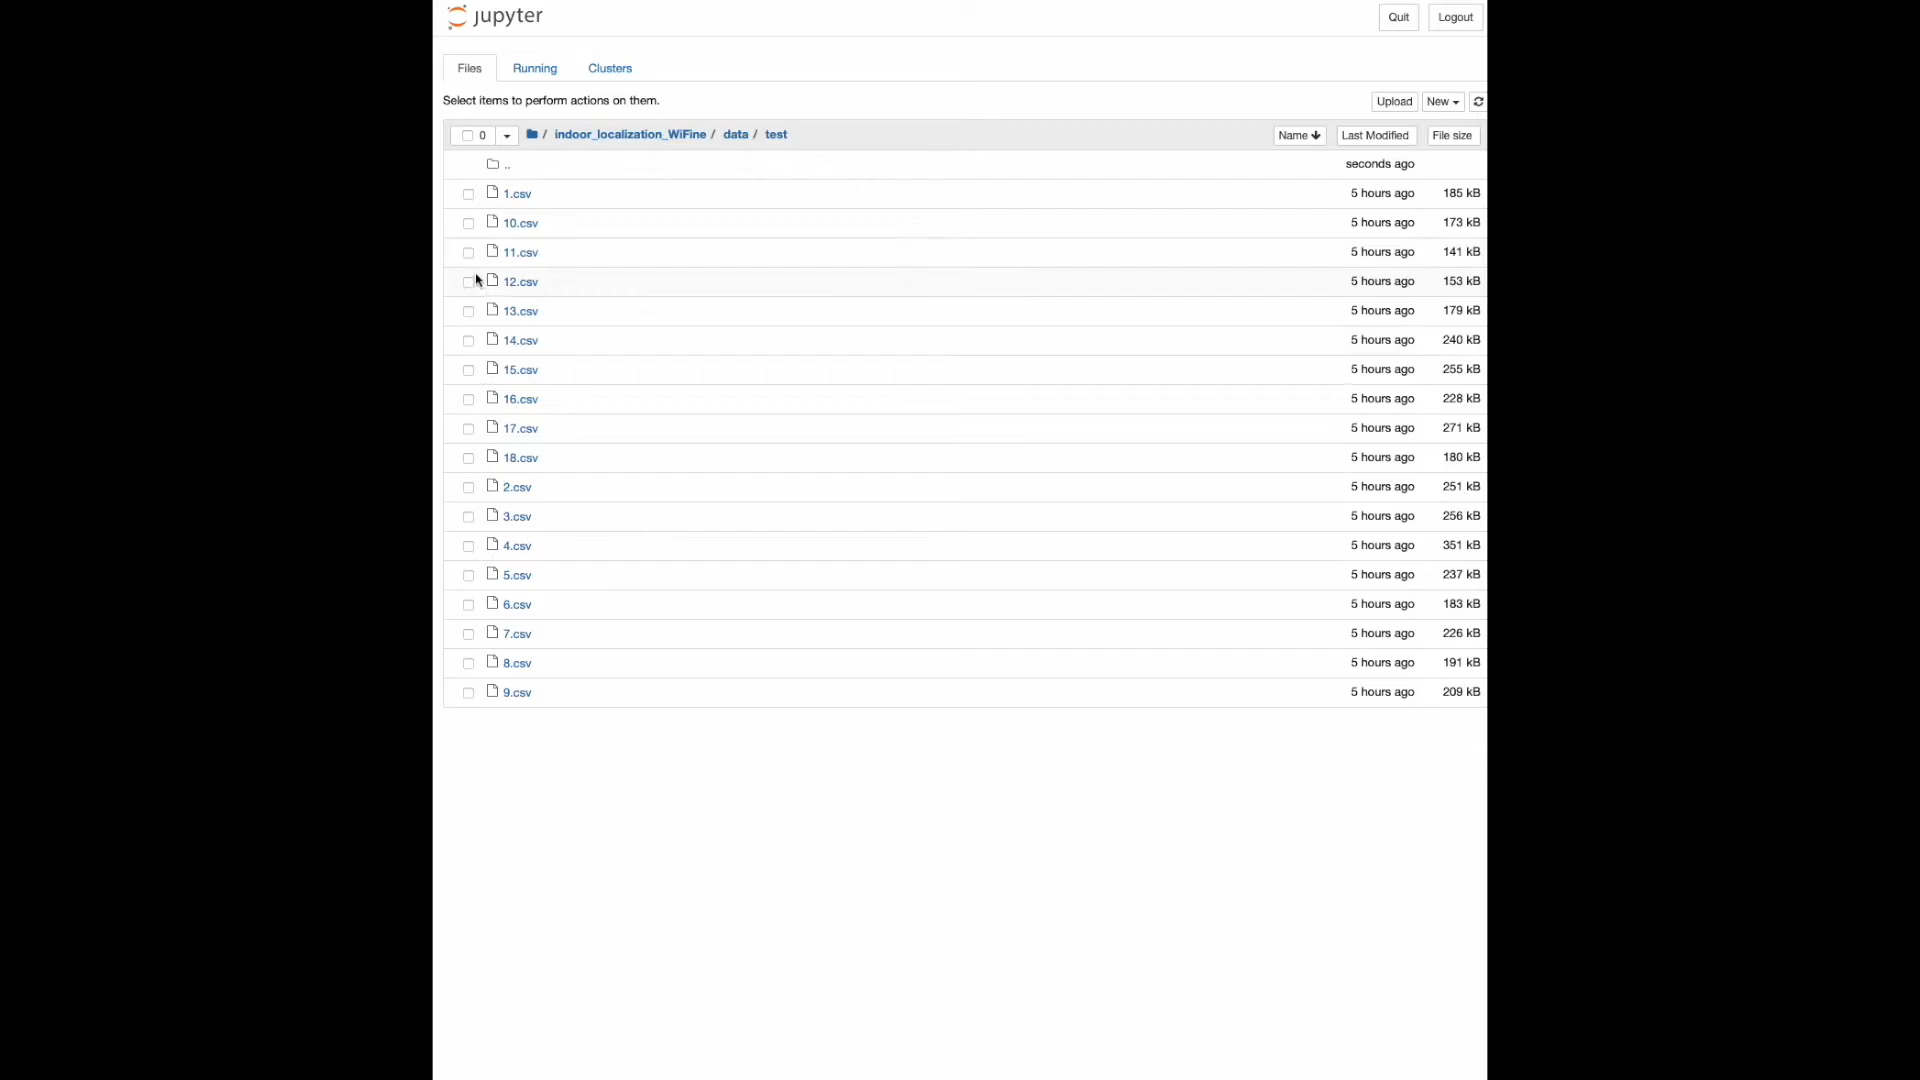 jupyter Quit Logout
Files Running Clusters
Select items to perform actions on them. Upload New
0 / indoor_localization_WiFine / data / test Name Last Modified File size
.. seconds ago
1.csv 5 hours ago 185 kB
10.csv 5 hours ago 173 kB
11.csv 5 hours ago 141 kB
12.csv 5 hours ago 153 kB
13.csv 5 hours ago 179 kB
14.csv 5 hours ago 240 kB
15.csv 5 hours ago 255 kB
16.csv 5 hours ago 228 kB
17.csv 5 hours ago 271 kB
18.csv 5 hours ago 180 kB
2.csv 5 hours ago 251 kB
3.csv 5 hours ago 256 kB
4.csv 5 hours ago 351 kB
5.csv 5 hours ago 237 kB
6.csv 5 hours ago 183 kB
7.csv 5 hours ago 226 kB
8.csv 5 hours ago 191 kB
9.csv 5 hours ago 209 kB